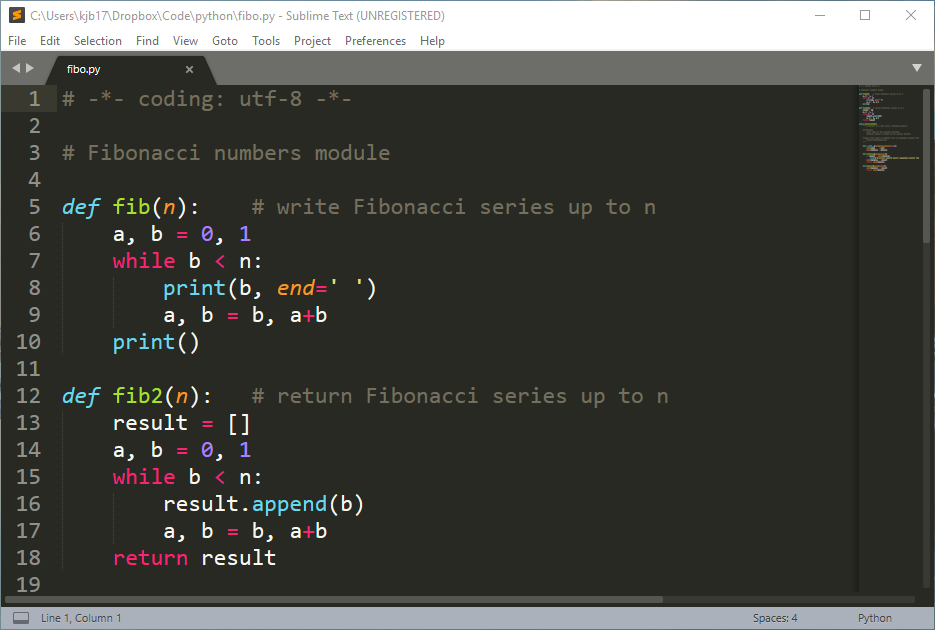 C:\Users\kjb17\Dropbox\Code\python\fibo.py - Sublime Text (UNREGISTERED)
File Edit Selection Find View Goto Tools Project Preferences Help
fibo.py ×
1 # -*- coding: utf-8 -*-
2
3 # Fibonacci numbers module
4
5 def fib(n):    # write Fibonacci series up to n
6     a, b = 0, 1
7     while b < n:
8         print(b, end=' ')
9         a, b = b, a+b
10     print()
11
12 def fib2(n):   # return Fibonacci series up to n
13     result = []
14     a, b = 0, 1
15     while b < n:
16         result.append(b)
17         a, b = b, a+b
18     return result
19
Line 1, Column 1 Spaces: 4 Python